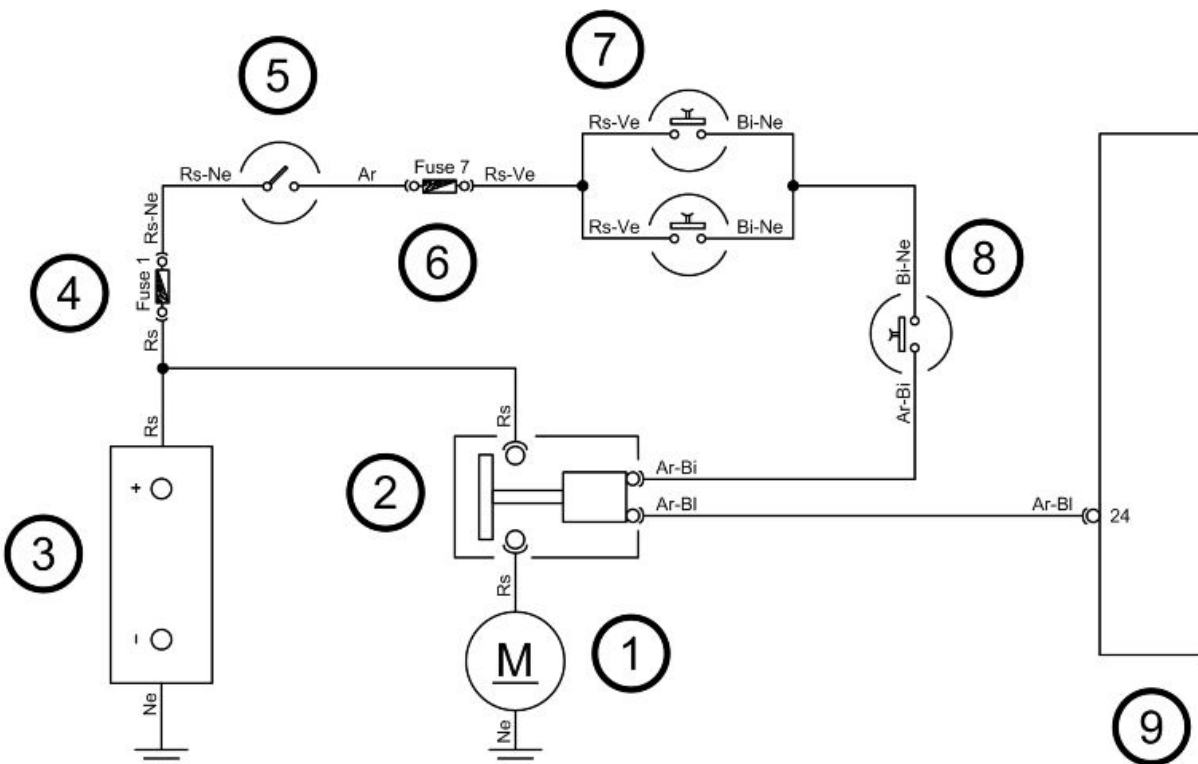 7
5
Rs-Ve
Bi-Ne
Rs-Ne
Ar
Fuse 7
Rs-Ve
Rs-Ve
Bi-Ne
Rs-Ne
6
8
Bi-Ne
4
Fuse 1
Rs
Ar-Bi
Rs
Rs
+
2
Ar-Bi
Ar-Bl
Ar-Bl
24
3
Rs
-
M
1
Ne
Ne
9